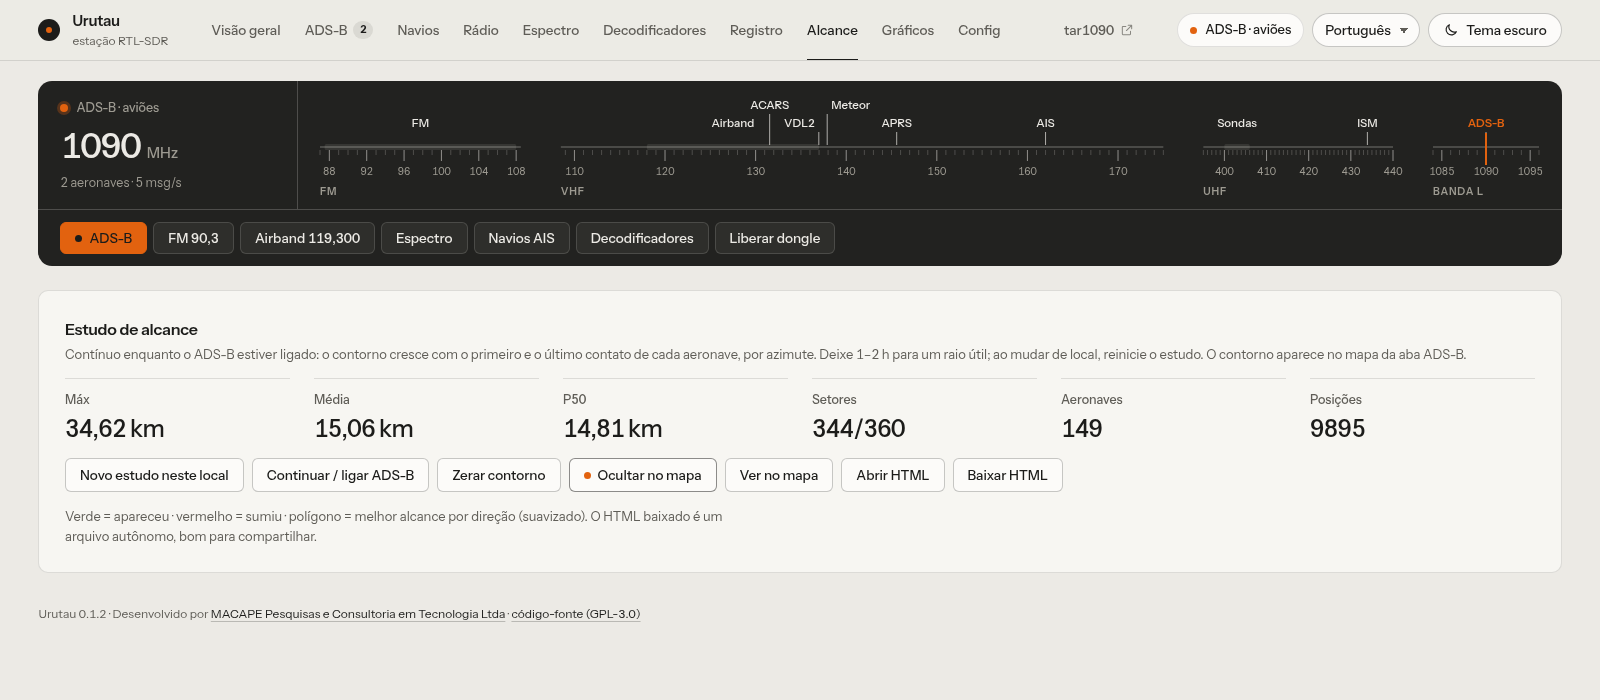 Urutau
estação RTL-SDR
Visão geral
ADS-B 2
Navios
Rádio
Espectro
Decodificadores
Registro
Alcance
Gráficos
Config
tar1090
ADS-B · aviões
Português
Tema escuro
ADS-B · aviões
1090 MHz
2 aeronaves · 5 msg/s
FM
88 92 96 100 104 108
FM
ACARS Meteor
Airband VDL2 APRS AIS
110 120 130 140 150 160 170
VHF
Sondas ISM
400 410 420 430 440
UHF
ADS-B
1085 1090 1095
BANDA L
ADS-B
FM 90,3
Airband 119,300
Espectro
Navios AIS
Decodificadores
Liberar dongle
Estudo de alcance
Contínuo enquanto o ADS-B estiver ligado: o contorno cresce com o primeiro e o último contato de cada aeronave, por azimute. Deixe 1–2 h para um raio útil; ao mudar de local, reinicie o estudo. O contorno aparece no mapa da aba ADS-B.
Máx
34,62 km
Média
15,06 km
P50
14,81 km
Setores
344/360
Aeronaves
149
Posições
9895
Novo estudo neste local
Continuar / ligar ADS-B
Zerar contorno
Ocultar no mapa
Ver no mapa
Abrir HTML
Baixar HTML
Verde = apareceu · vermelho = sumiu · polígono = melhor alcance por direção (suavizado). O HTML baixado é um
arquivo autônomo, bom para compartilhar.
Urutau 0.1.2 · Desenvolvido por MACAPE Pesquisas e Consultoria em Tecnologia Ltda · código-fonte (GPL-3.0)